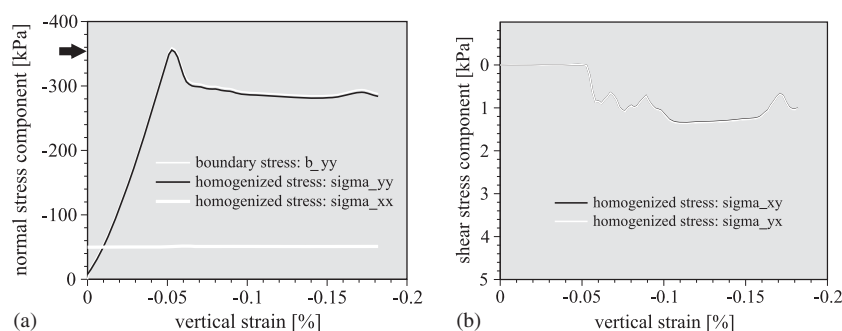 -400
-300
-200
-100
0
0
-0.05
-0.1
-0.15
-0.2
normal stress component [kPa]
vertical strain [%]
boundary stress: b_yy
homogenized stress: sigma_yy
homogenized stress: sigma_xx
(a)
0
1
2
3
4
5
0
-0.05
-0.1
-0.15
-0.2
shear stress component [kPa]
vertical strain [%]
homogenized stress: sigma_xy
homogenized stress: sigma_yx
(b)